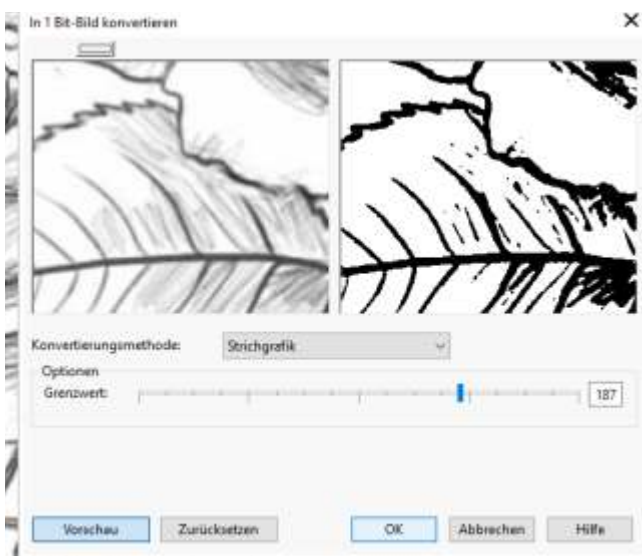 In 1 Bit-Bild konvertieren
Konvertierungsmethode: Strichgrafik
Optionen
Grenzwert: 187
Vorschau Zurücksetzen OK Abbrechen Hilfe